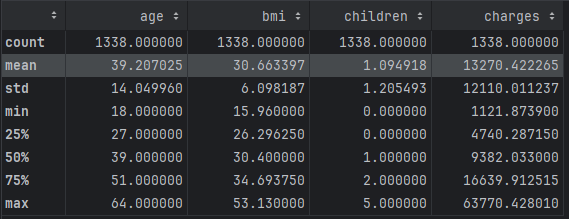 age bmi children charges
count 1338.000000 1338.000000 1338.000000 1338.000000
mean 39.207025 30.663397 1.094918 13270.422265
std 14.049960 6.098187 1.205493 12110.011237
min 18.000000 15.960000 0.000000 1121.873900
25% 27.000000 26.296250 0.000000 4740.287150
50% 39.000000 30.400000 1.000000 9382.033000
75% 51.000000 34.693750 2.000000 16639.912515
max 64.000000 53.130000 5.000000 63770.428010